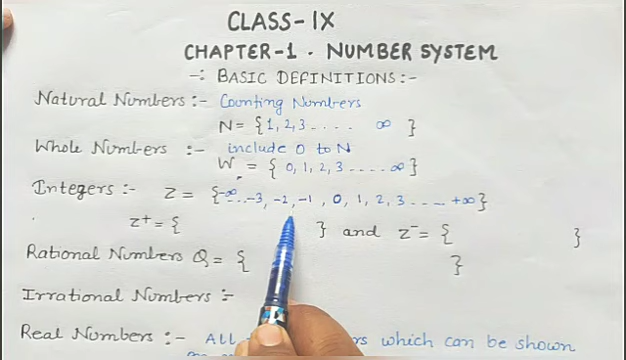 CLASS-IX
CHAPTER-1 . NUMBER SYSTEM
-: BASIC DEFINITIONS:-
Natural Numbers:- Counting Numbers
N= {1,2,3..... ∞ }
Whole Numbers :- include 0 to N
W = { 0,1,2,3.....∞}
Integers:- Z = {-∞...-3,-2,-1, 0, 1, 2, 3.....+∞}
Z+= { } and Z-= { }
Rational Numbers Q= { }
Irrational Numbers:-
Real Numbers:- All which can be shown